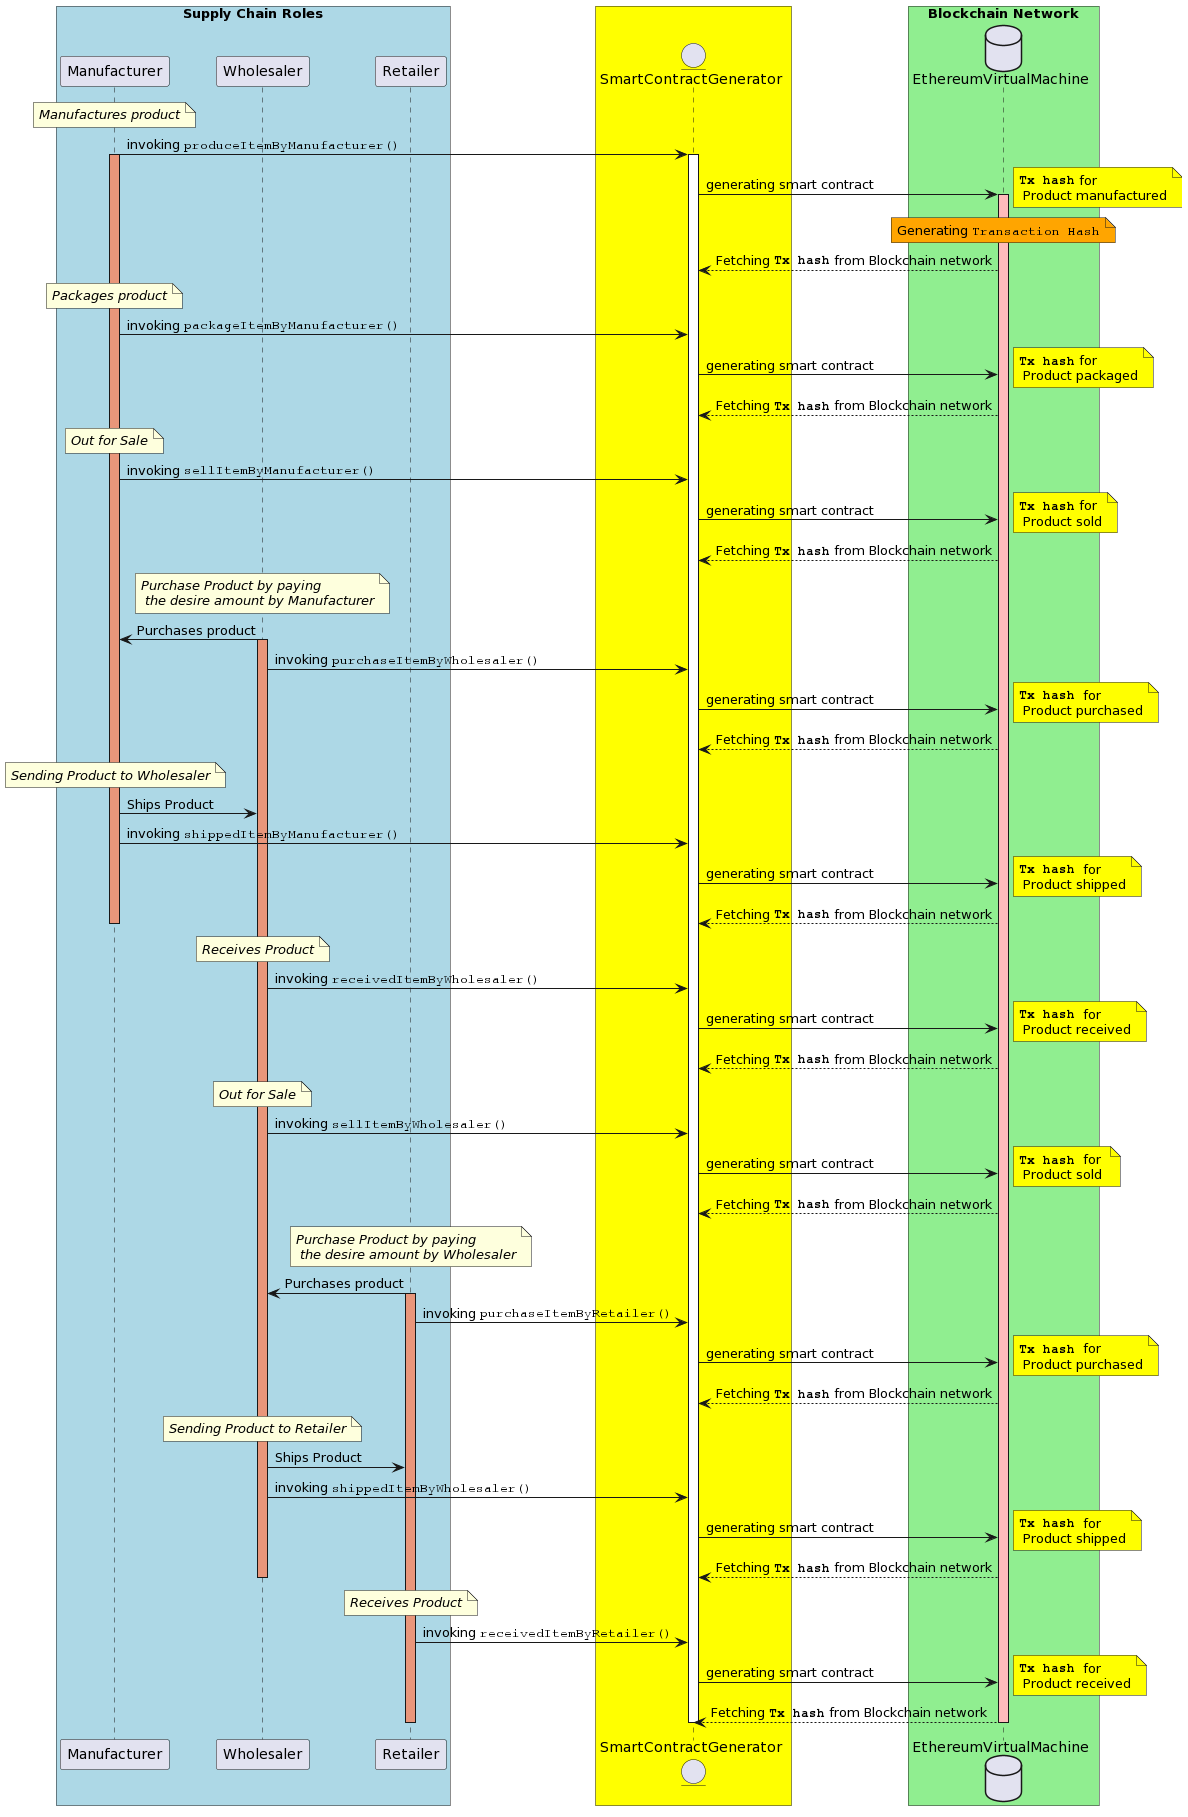 Supply Chain Roles
Blockchain Network
Manufacturer
Wholesaler
Retailer
SmartContractGenerator
EthereumVirtualMachine
Manufactures product
invoking produceItemByManufacturer()
generating smart contract
Tx hash for
Product manufactured
Generating Transaction Hash
Fetching Tx hash from Blockchain network
Packages product
invoking packageItemByManufacturer()
generating smart contract
Tx hash for
Product packaged
Fetching Tx hash from Blockchain network
Out for Sale
invoking sellItemByManufacturer()
generating smart contract
Tx hash for
Product sold
Fetching Tx hash from Blockchain network
Purchase Product by paying
the desire amount by Manufacturer
Purchases product
invoking purchaseItemByWholesaler()
generating smart contract
Tx hash for
Product purchased
Fetching Tx hash from Blockchain network
Sending Product to Wholesaler
Ships Product
invoking shippedItemByManufacturer()
generating smart contract
Tx hash for
Product shipped
Fetching Tx hash from Blockchain network
Receives Product
invoking receivedItemByWholesaler()
generating smart contract
Tx hash for
Product received
Fetching Tx hash from Blockchain network
Out for Sale
invoking sellItemByWholesaler()
generating smart contract
Tx hash for
Product sold
Fetching Tx hash from Blockchain network
Purchase Product by paying
the desire amount by Wholesaler
Purchases product
invoking purchaseItemByRetailer()
generating smart contract
Tx hash for
Product purchased
Fetching Tx hash from Blockchain network
Sending Product to Retailer
Ships Product
invoking shippedItemByWholesaler()
generating smart contract
Tx hash for
Product shipped
Fetching Tx hash from Blockchain network
Receives Product
invoking receivedItemByRetailer()
generating smart contract
Tx hash for
Product received
Fetching Tx hash from Blockchain network
Manufacturer
Wholesaler
Retailer
SmartContractGenerator
EthereumVirtualMachine